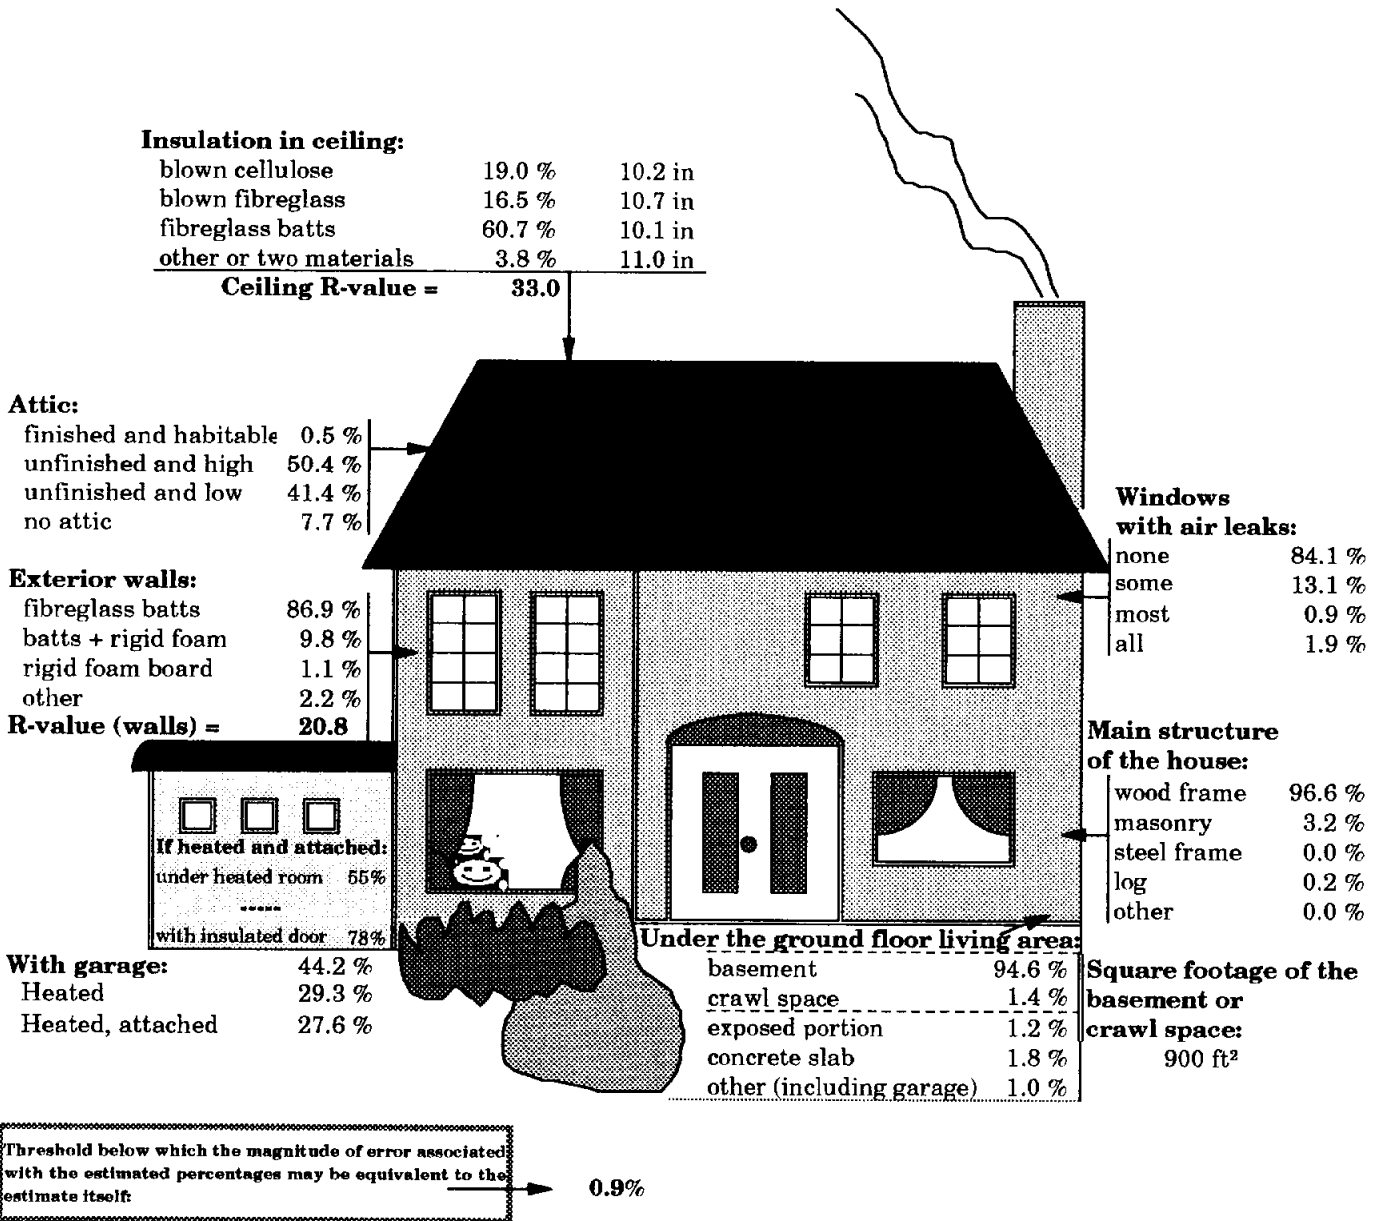 Insulation in ceiling:
blown cellulose 19.0 % 10.2 in
blown fibreglass 16.5 % 10.7 in
fibreglass batts 60.7 % 10.1 in
other or two materials 3.8 % 11.0 in
Ceiling R-value = 33.0
Attic:
finished and habitable 0.5 %
unfinished and high 50.4 %
unfinished and low 41.4 %
no attic 7.7 %
Windows
with air leaks:
none 84.1 %
some 13.1 %
most 0.9 %
all 1.9 %
Exterior walls:
fibreglass batts 86.9 %
batts + rigid foam 9.8 %
rigid foam board 1.1 %
other 2.2 %
R-value (walls) = 20.8
Main structure
of the house:
wood frame 96.6 %
masonry 3.2 %
steel frame 0.0 %
log 0.2 %
other 0.0 %
If heated and attached:
under heated room 55%
-----
with insulated door 78%
With garage: 44.2 %
Heated 29.3 %
Heated, attached 27.6 %
Under the ground floor living area:
basement 94.6 %
crawl space 1.4 %
exposed portion 1.2 %
concrete slab 1.8 %
other (including garage) 1.0 %
Square footage of the
basement or
crawl space:
900 ft²
Threshold below which the magnitude of error associated
with the estimated percentages may be equivalent to the
estimate itself:
0.9%